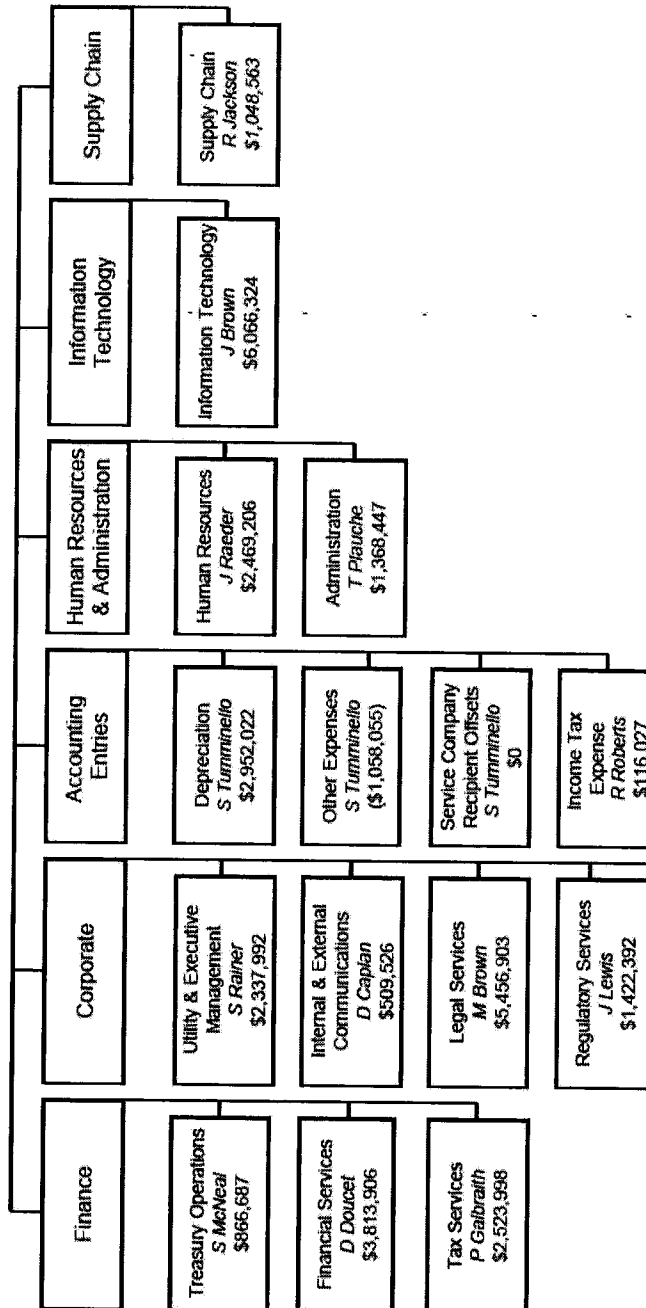 Finance
Treasury Operations
S McNeal
$866,687
Financial Services
D Doucet
$3,813,906
Tax Services
P Galbraith
$2,523,998
Corporate
Utility & Executive
Management
S Rainer
$2,337,992
Internal & External
Communications
D Caplan
$509,526
Legal Services
M Brown
$5,456,903
Regulatory Services
J Lewis
$1,422,392
Accounting
Entries
Depreciation
S Tumminello
$2,952,022
Other Expenses
S Tumminello
($1,058,055)
Service Company
Recipient Offsets
S Tumminello
$0
Income Tax
Expense
R Roberts
$116,027
Human Resources
& Administration
Human Resources
J Raeder
$2,469,206
Administration
T Plauche
$1,368,447
Information
Technology
Information Technology
J Brown
$6,066,324
Supply Chain
Supply Chain
R Jackson
$1,048,563